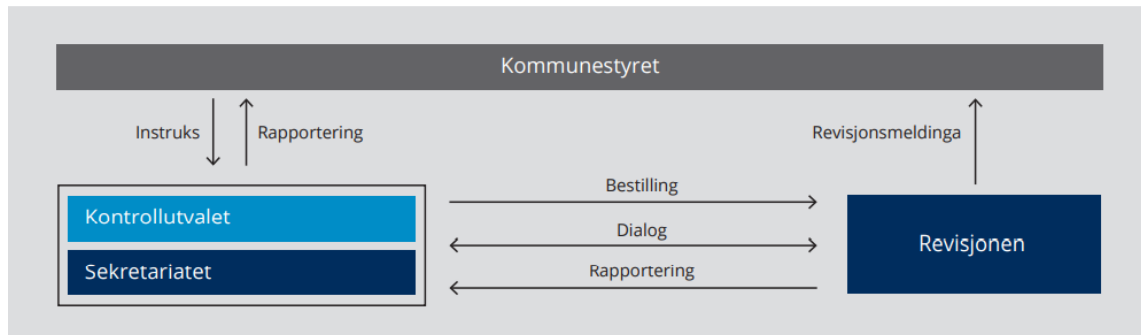 Kommunestyret
Instruks
Rapportering
Revisjonsmeldinga
Bestilling
Kontrollutvalet
Dialog
Revisjonen
Sekretariatet
Rapportering